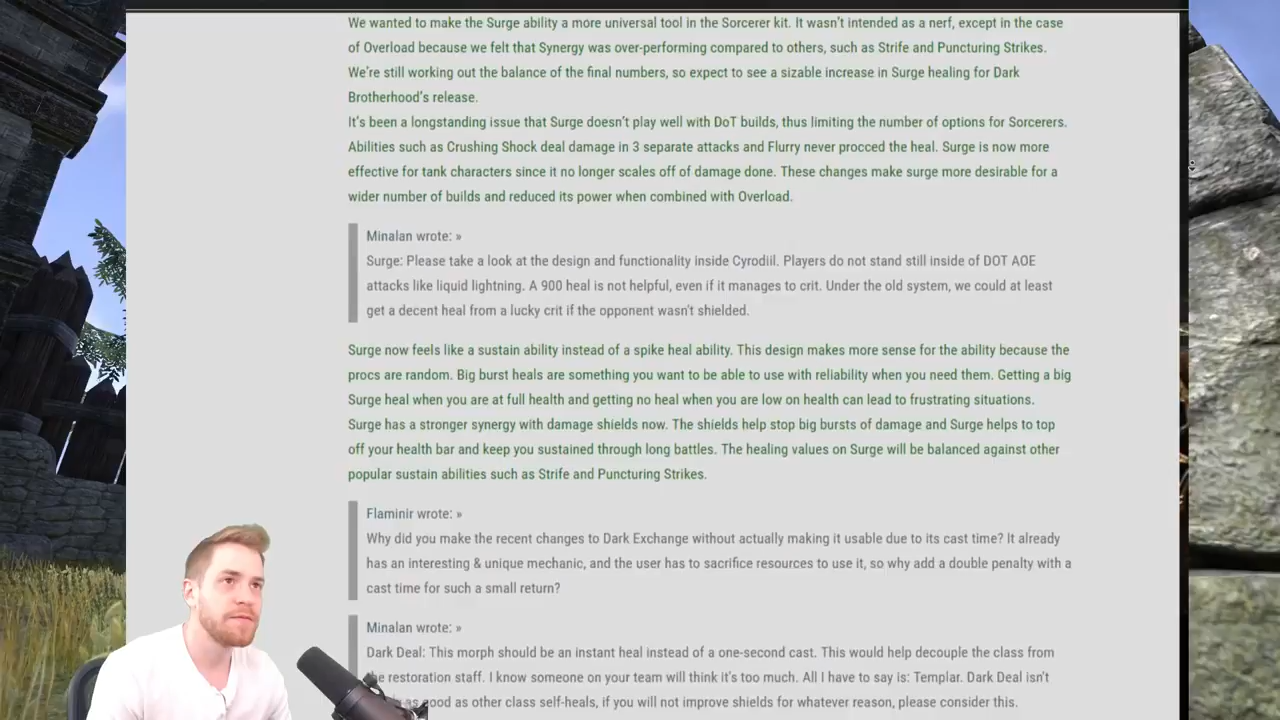 We wanted to make the Surge ability a more universal tool in the Sorcerer kit. It wasn't intended as a nerf, except in the case
of Overload because we felt that Synergy was over-performing compared to others, such as Strife and Puncturing Strikes.
We're still working out the balance of the final numbers, so expect to see a sizable increase in Surge healing for Dark
Brotherhood's release.
It's been a longstanding issue that Surge doesn't play well with DoT builds, thus limiting the number of options for Sorcerers.
Abilities such as Crushing Shock deal damage in 3 separate attacks and Flurry never procced the heal. Surge is now more
effective for tank characters since it no longer scales off of damage done. These changes make surge more desirable for a
wider number of builds and reduced its power when combined with Overload.
Minalan wrote: »
Surge: Please take a look at the design and functionality inside Cyrodiil. Players do not stand still inside of DOT AOE
attacks like liquid lightning. A 900 heal is not helpful, even if it manages to crit. Under the old system, we could at least
get a decent heal from a lucky crit if the opponent wasn't shielded.
Surge now feels like a sustain ability instead of a spike heal ability. This design makes more sense for the ability because the
procs are random. Big burst heals are something you want to be able to use with reliability when you need them. Getting a big
Surge heal when you are at full health and getting no heal when you are low on health can lead to frustrating situations.
Surge has a stronger synergy with damage shields now. The shields help stop big bursts of damage and Surge helps to top
off your health bar and keep you sustained through long battles. The healing values on Surge will be balanced against other
popular sustain abilities such as Strife and Puncturing Strikes.
Flaminir wrote: »
Why did you make the recent changes to Dark Exchange without actually making it usable due to its cast time? It already
has an interesting & unique mechanic, and the user has to sacrifice resources to use it, so why add a double penalty with a
cast time for such a small return?
Minalan wrote: »
Dark Deal: This morph should be an instant heal instead of a one-second cast. This would help decouple the class from
restoration staff. I know someone on your team will think it's too much. All I have to say is: Templar. Dark Deal isn't
as good as other class self-heals, if you will not improve shields for whatever reason, please consider this.